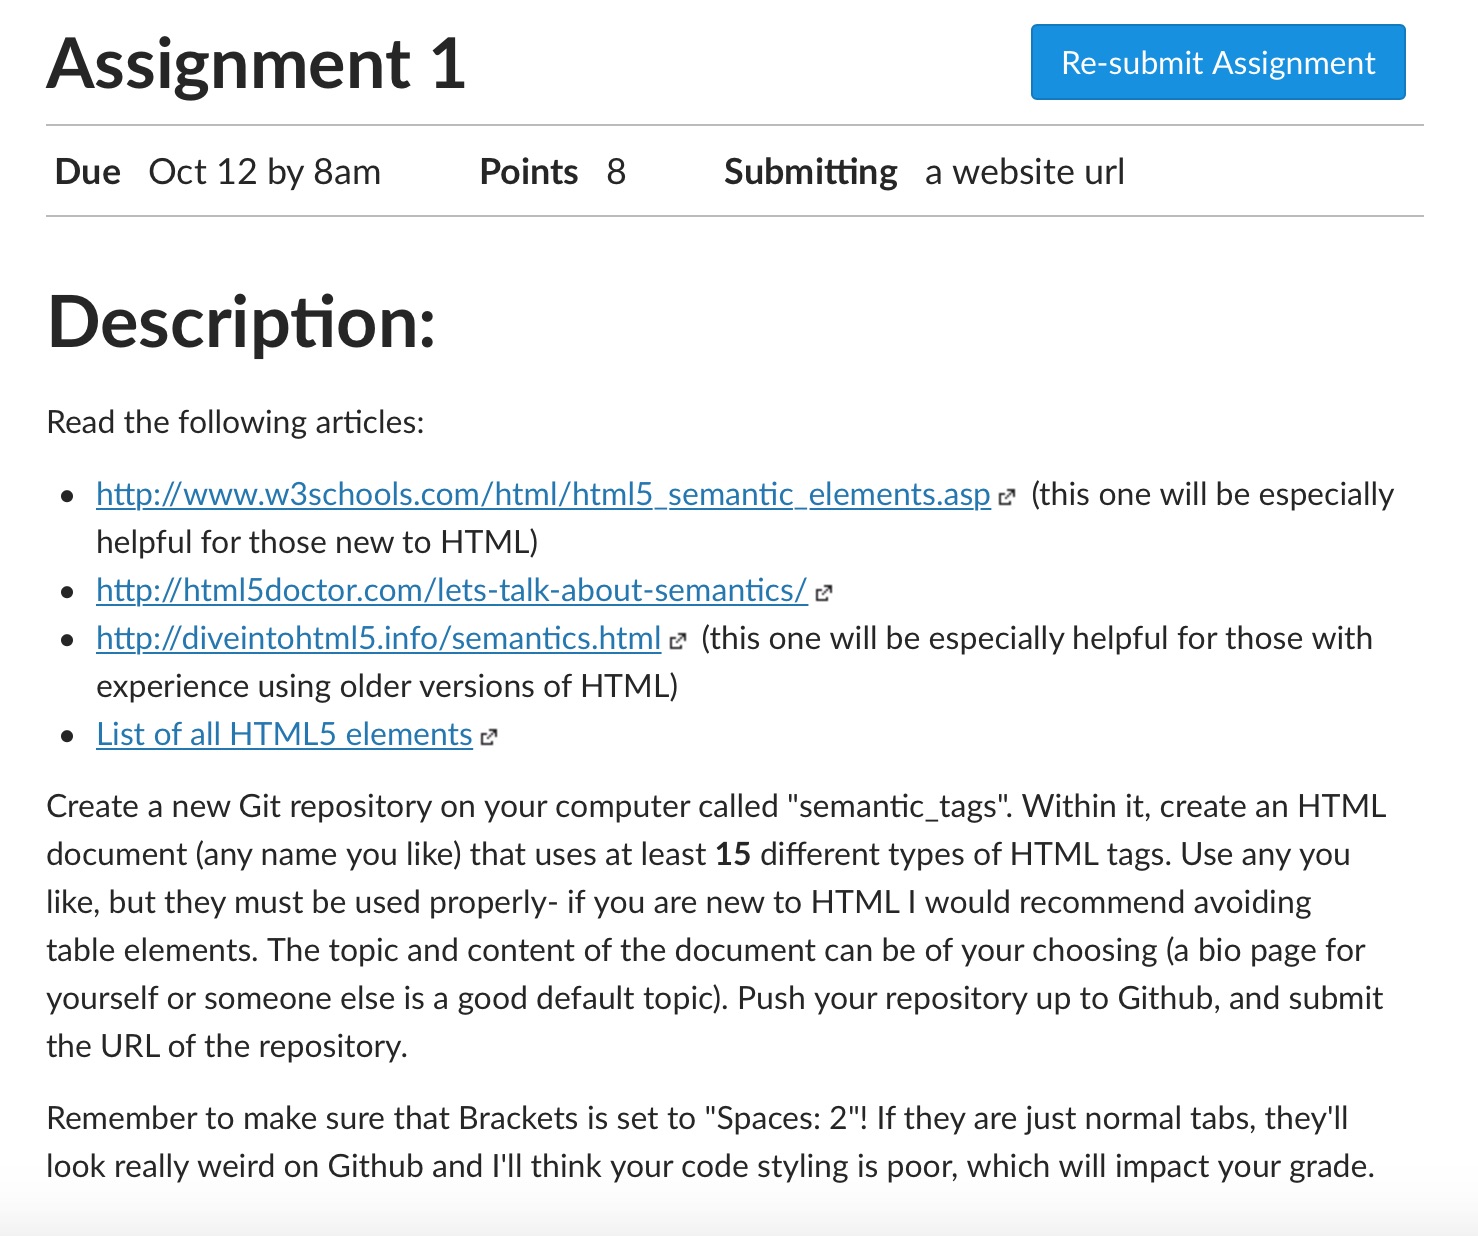 Assignment 1
Re-submit Assignment
Due Oct 12 by 8am Points 8 Submitting a website url
Description:
Read the following articles:
• http://www.w3schools.com/html/html5_semantic_elements.asp (this one will be especially
helpful for those new to HTML)
• http://html5doctor.com/lets-talk-about-semantics/
• http://diveintohtml5.info/semantics.html (this one will be especially helpful for those with
experience using older versions of HTML)
• List of all HTML5 elements
Create a new Git repository on your computer called "semantic_tags". Within it, create an HTML
document (any name you like) that uses at least 15 different types of HTML tags. Use any you
like, but they must be used properly- if you are new to HTML I would recommend avoiding
table elements. The topic and content of the document can be of your choosing (a bio page for
yourself or someone else is a good default topic). Push your repository up to Github, and submit
the URL of the repository.
Remember to make sure that Brackets is set to "Spaces: 2"! If they are just normal tabs, they'll
look really weird on Github and I'll think your code styling is poor, which will impact your grade.